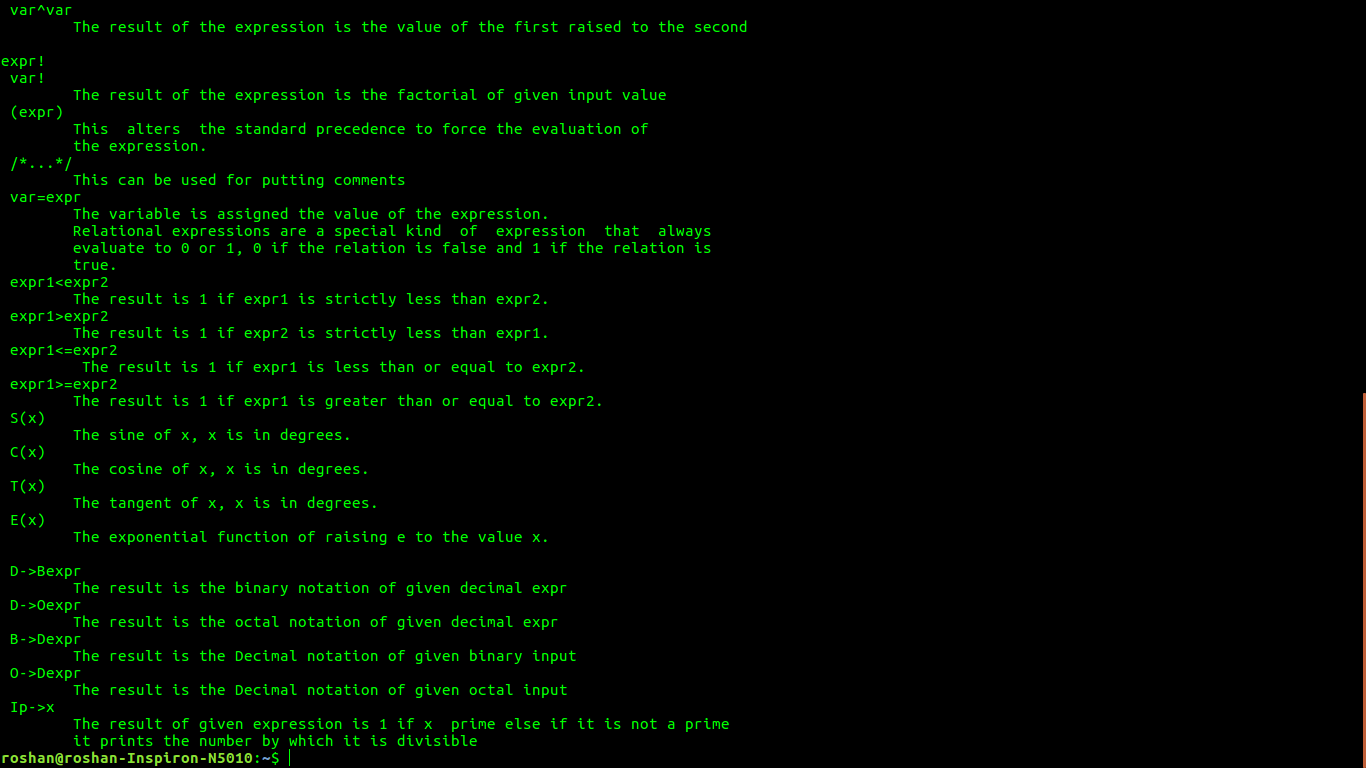 var^var
The result of the expression is the value of the first raised to the second
expr!
var!
The result of the expression is the factorial of given input value
(expr)
This  alters  the standard precedence to force the evaluation of
the expression.
/*...*/
This can be used for putting comments
var=expr
The variable is assigned the value of the expression.
Relational expressions are a special kind  of  expression  that  always
evaluate to 0 or 1, 0 if the relation is false and 1 if the relation is
true.
expr1<expr2
The result is 1 if expr1 is strictly less than expr2.
expr1>expr2
The result is 1 if expr2 is strictly less than expr1.
expr1<=expr2
The result is 1 if expr1 is less than or equal to expr2.
expr1>=expr2
The result is 1 if expr1 is greater than or equal to expr2.
S(x)
The sine of x, x is in degrees.
C(x)
The cosine of x, x is in degrees.
T(x)
The tangent of x, x is in degrees.
E(x)
The exponential function of raising e to the value x.
D->Bexpr
The result is the binary notation of given decimal expr
D->Oexpr
The result is the octal notation of given decimal expr
B->Dexpr
The result is the Decimal notation of given binary input
O->Dexpr
The result is the Decimal notation of given octal input
Ip->x
The result of given expression is 1 if x  prime else if it is not a prime
it prints the number by which it is divisible
roshan@roshan-Inspiron-N5010:~$